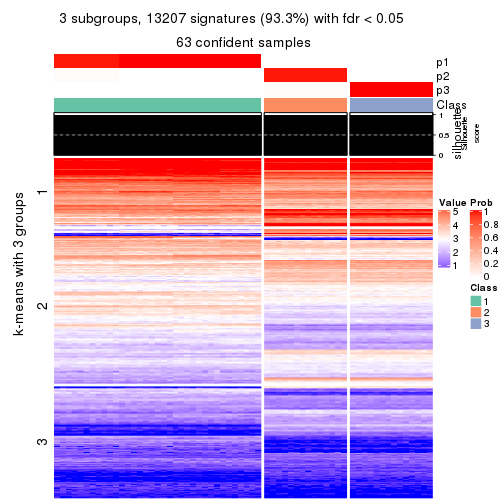 3 subgroups, 13207 signatures (93.3%) with fdr < 0.05
63 confident samples
p1
p2
p3
Class
1
0.5
0
silhouette
Silhouette
score
k-means with 3 groups
1
2
3
Value
5
4
3
2
1
Prob
1
0.8
0.6
0.4
0.2
0
Class
1
2
3